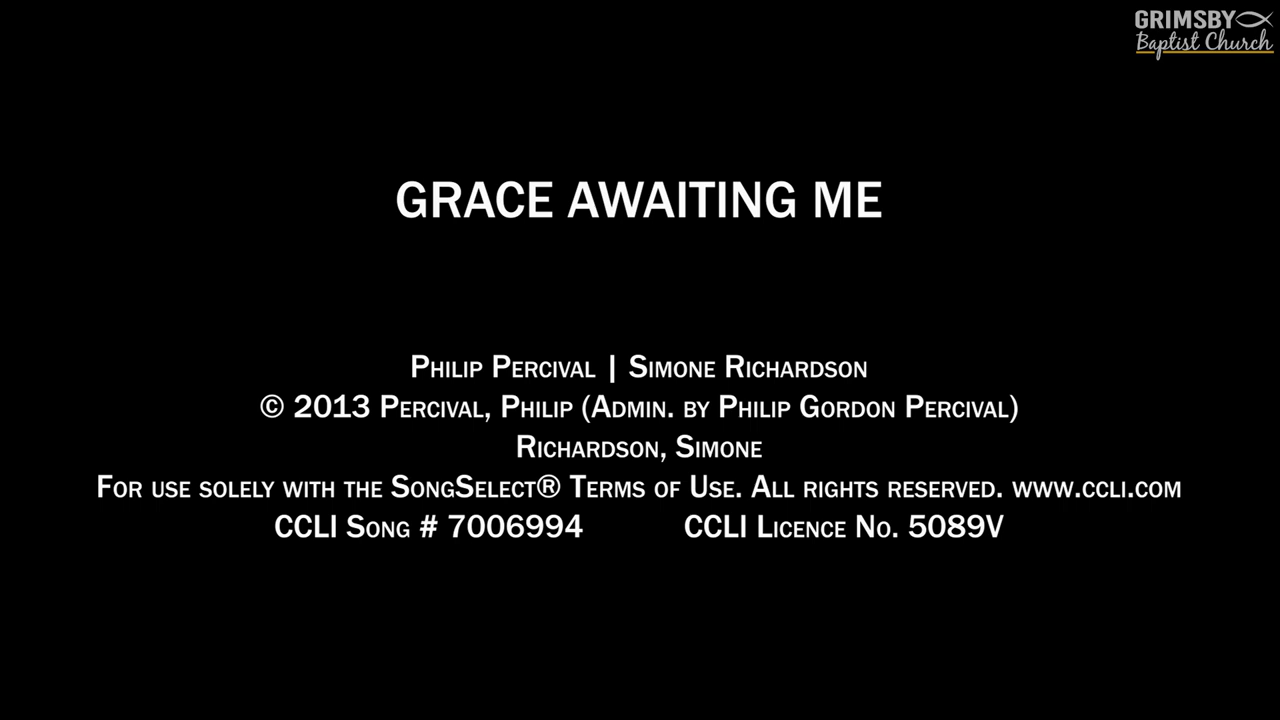 GRIMSBY
Baptist Church
GRACE AWAITING ME
PHILIP PERCIVAL | SIMONE RICHARDSON
© 2013 PERCIVAL, PHILIP (ADMIN. BY PHILIP GORDON PERCIVAL)
RICHARDSON, SIMONE
FOR USE SOLELY WITH THE SONGSELECT® TERMS OF USE. ALL RIGHTS RESERVED. WWW.CCLI.COM
CCLI SONG # 7006994 CCLI LICENCE NO. 5089V